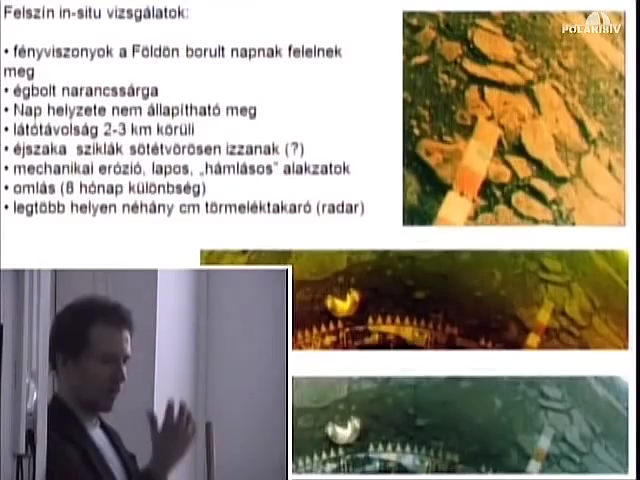 Felszín in-situ vizsgálatok:
• fényviszonyok a Földön borult napnak felelnek
meg
• égbolt narancssárga
• Nap helyzete nem állapítható meg
• látótávolság 2-3 km körüli
• éjszaka sziklák sötétvörösen izzanak (?)
• mechanikai erózió, lapos, „hámlásos” alakzatok
• omlás (8 hónap különbség)
• legtöbb helyen néhány cm törmeléktakaró (radar)